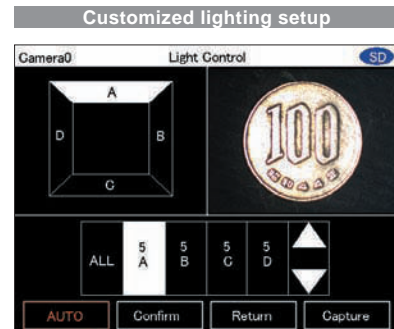 Customized lighting setup
Camera0 Light Control SD
A
D B
C
100
5 5 5 5
ALL A B C D
AUTO Confirm Return Capture